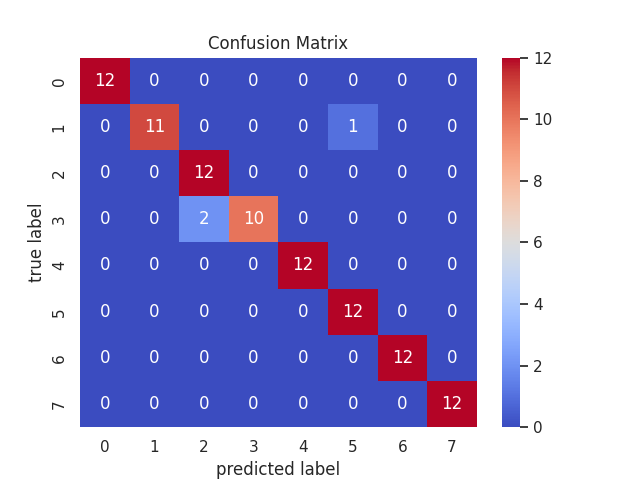 Confusion Matrix
0 12 0 0 0 0 0 0 0
1 0 11 0 0 0 1 0 0
2 0 0 12 0 0 0 0 0
3 0 0 2 10 0 0 0 0
4 0 0 0 0 12 0 0 0
5 0 0 0 0 0 12 0 0
6 0 0 0 0 0 0 12 0
7 0 0 0 0 0 0 0 12
0 1 2 3 4 5 6 7
true label
predicted label
12
10
8
6
4
2
0